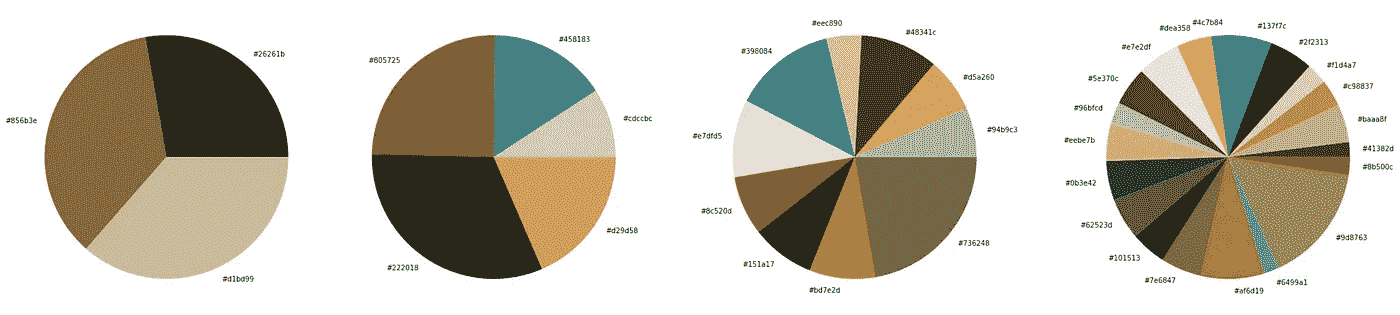 #26261b
#856b3e
#d1bd99
#458183
#805725
#cdccbc
#222018
#d29d58
#eec890
#48341c
#398084
#d5a260
#94b9c3
#e7dfd5
#8c520d
#736248
#151a17
#bd7e2d
#4c7b84
#dea358
#137f7c
#e7e2df
#2f2313
#5e370c
#f1d4a7
#c98837
#96bfcd
#baaa8f
#eebe7b
#41382d
#8b500c
#0b3e42
#62523d
#9d8763
#101513
#7e6847
#6499a1
#af6d19